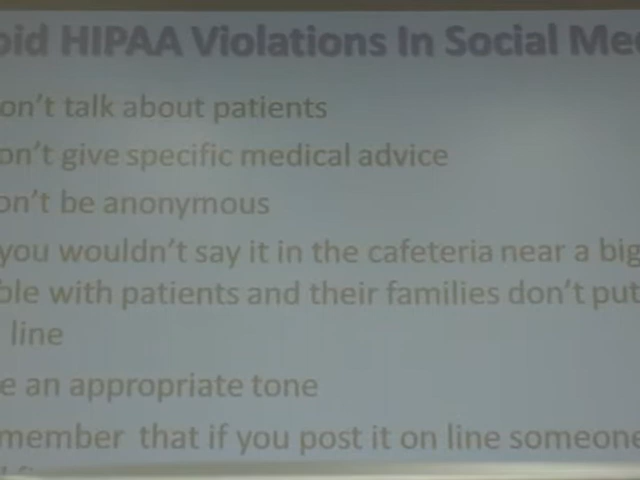 oid HIPAA Violations In Social Me
on't talk about patients
on't give specific medical advice
on't be anonymous
you wouldn't say it in the cafeteria near a big
ble with patients and their families don't put
line
e an appropriate tone
member that if you post it on line someone